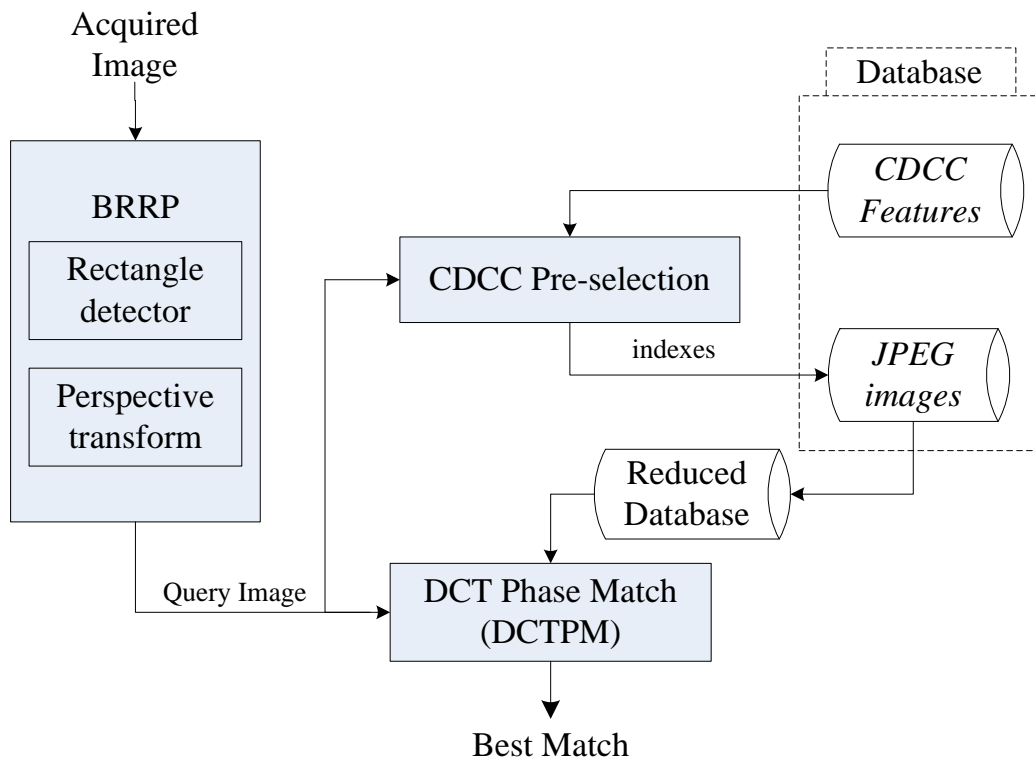 Acquired
Image
Database
BRRP
CDCC
Features
Rectangle
detector
CDCC Pre-selection
indexes
JPEG
images
Perspective
transform
Reduced
Database
Query Image
DCT Phase Match
(DCTPM)
Best Match